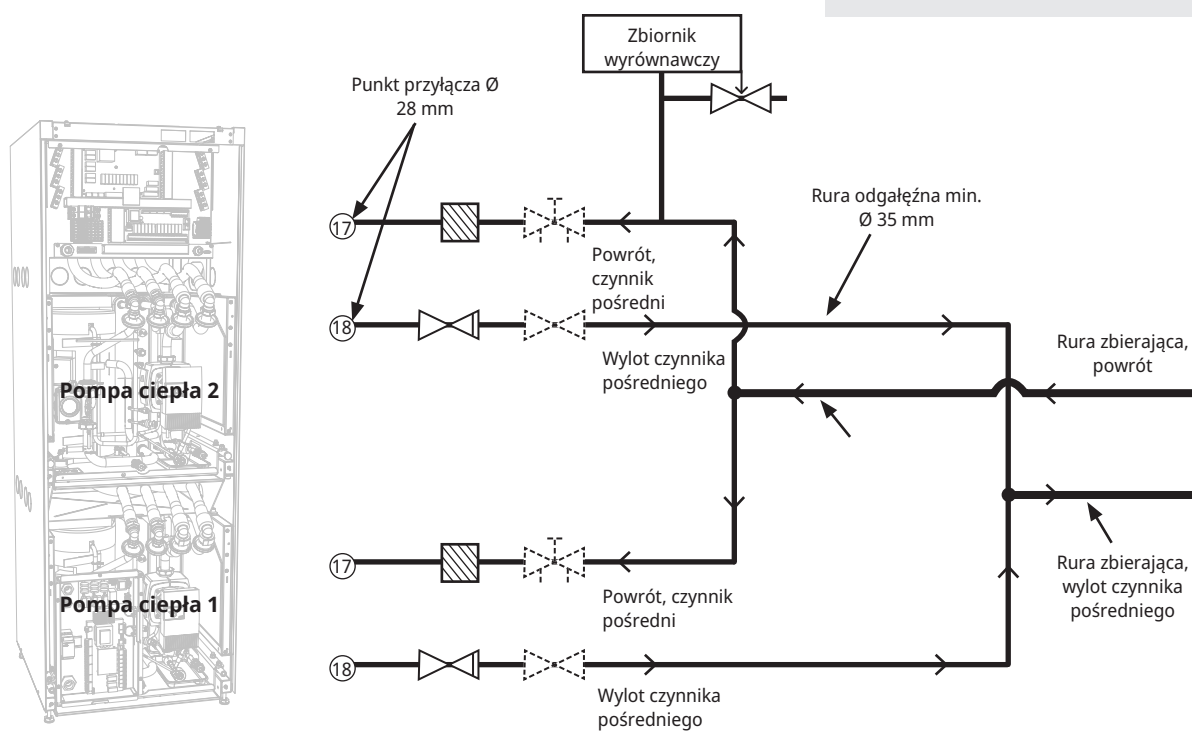 Zbiornik
wyrównawczy
Punkt przyłącza Ø
28 mm
Rura odgałęźna min.
Ø 35 mm
17
Powrót,
czynnik
pośredni
18
Wylot czynnika
pośredniego
Rura zbierająca,
powrót
Pompa ciepła 2
17
Powrót, czynnik
pośredni
Rura zbierająca,
wylot czynnika
pośredniego
Pompa ciepła 1
18
Wylot czynnika
pośredniego